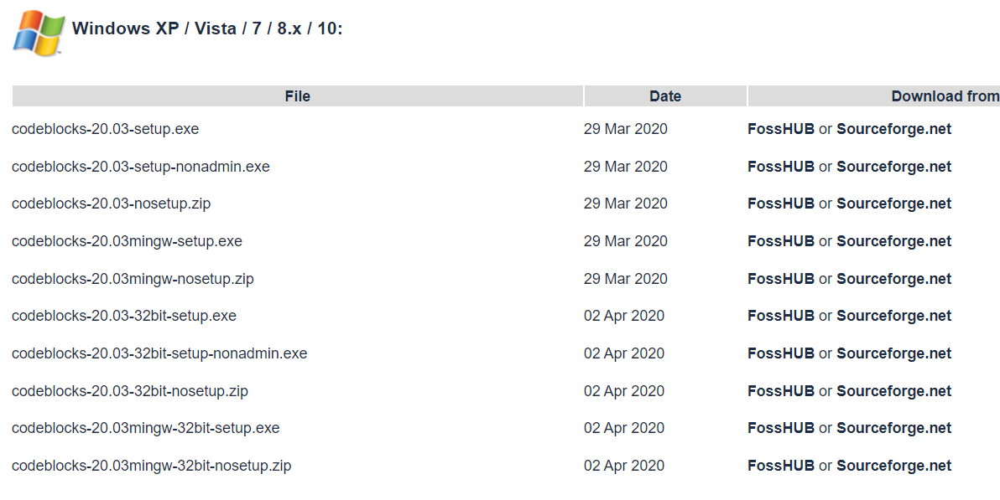 Windows XP / Vista / 7 / 8.x / 10:
File Date Download from
codeblocks-20.03-setup.exe 29 Mar 2020 FossHUB or Sourceforge.net
codeblocks-20.03-setup-nonadmin.exe 29 Mar 2020 FossHUB or Sourceforge.net
codeblocks-20.03-nosetup.zip 29 Mar 2020 FossHUB or Sourceforge.net
codeblocks-20.03mingw-setup.exe 29 Mar 2020 FossHUB or Sourceforge.net
codeblocks-20.03mingw-nosetup.zip 29 Mar 2020 FossHUB or Sourceforge.net
codeblocks-20.03-32bit-setup.exe 02 Apr 2020 FossHUB or Sourceforge.net
codeblocks-20.03-32bit-setup-nonadmin.exe 02 Apr 2020 FossHUB or Sourceforge.net
codeblocks-20.03-32bit-nosetup.zip 02 Apr 2020 FossHUB or Sourceforge.net
codeblocks-20.03mingw-32bit-setup.exe 02 Apr 2020 FossHUB or Sourceforge.net
codeblocks-20.03mingw-32bit-nosetup.zip 02 Apr 2020 FossHUB or Sourceforge.net